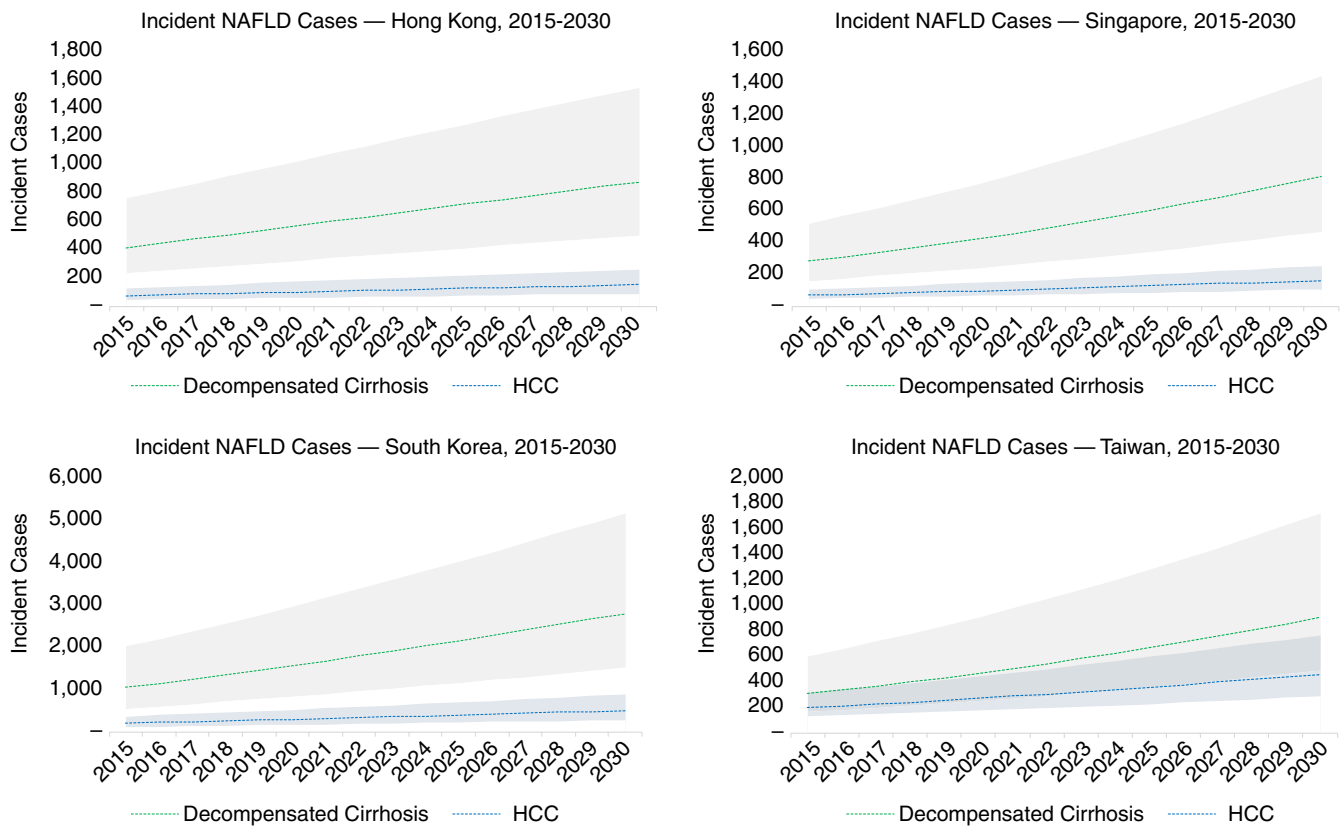 Incident NAFLD Cases — Hong Kong, 2015-2030
Incident Cases
1,800
1,600
1,400
1,200
1,000
800
600
400
200
–
2015 2016 2017 2018 2019 2020 2021 2022 2023 2024 2025 2026 2027 2028 2029 2030
Decompensated Cirrhosis HCC
Incident NAFLD Cases — Singapore, 2015-2030
Incident Cases
1,600
1,400
1,200
1,000
800
600
400
200
–
2015 2016 2017 2018 2019 2020 2021 2022 2023 2024 2025 2026 2027 2028 2029 2030
Decompensated Cirrhosis HCC
Incident NAFLD Cases — South Korea, 2015-2030
Incident Cases
6,000
5,000
4,000
3,000
2,000
1,000
–
2015 2016 2017 2018 2019 2020 2021 2022 2023 2024 2025 2026 2027 2028 2029 2030
Decompensated Cirrhosis HCC
Incident NAFLD Cases — Taiwan, 2015-2030
Incident Cases
2,000
1,800
1,600
1,400
1,200
1,000
800
600
400
200
–
2015 2016 2017 2018 2019 2020 2021 2022 2023 2024 2025 2026 2027 2028 2029 2030
Decompensated Cirrhosis HCC